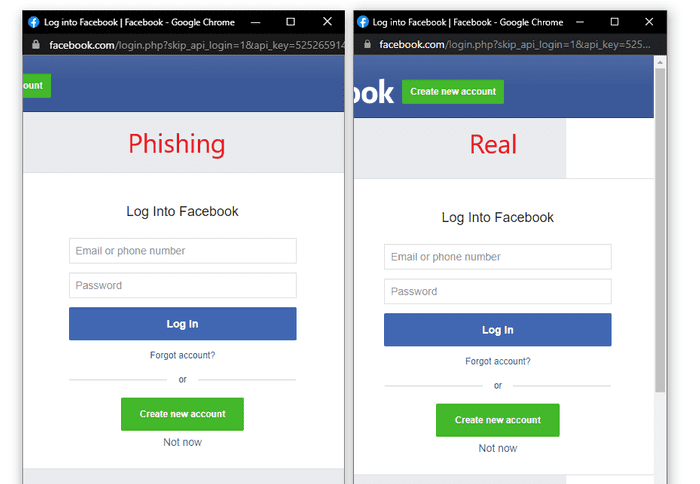 Log into Facebook | Facebook - Google Chrome
facebook.com/login.php?skip_api_login=1&api_key=525265914
ount
Phishing
Log Into Facebook
Email or phone number
Password
Log In
Forgot account?
or
Create new account
Not now
Log into Facebook | Facebook - Google Chrome
facebook.com/login.php?skip_api_login=1&api_key=525...
ook
Create new account
Real
Log Into Facebook
Email or phone number
Password
Log In
Forgot account?
or
Create new account
Not now